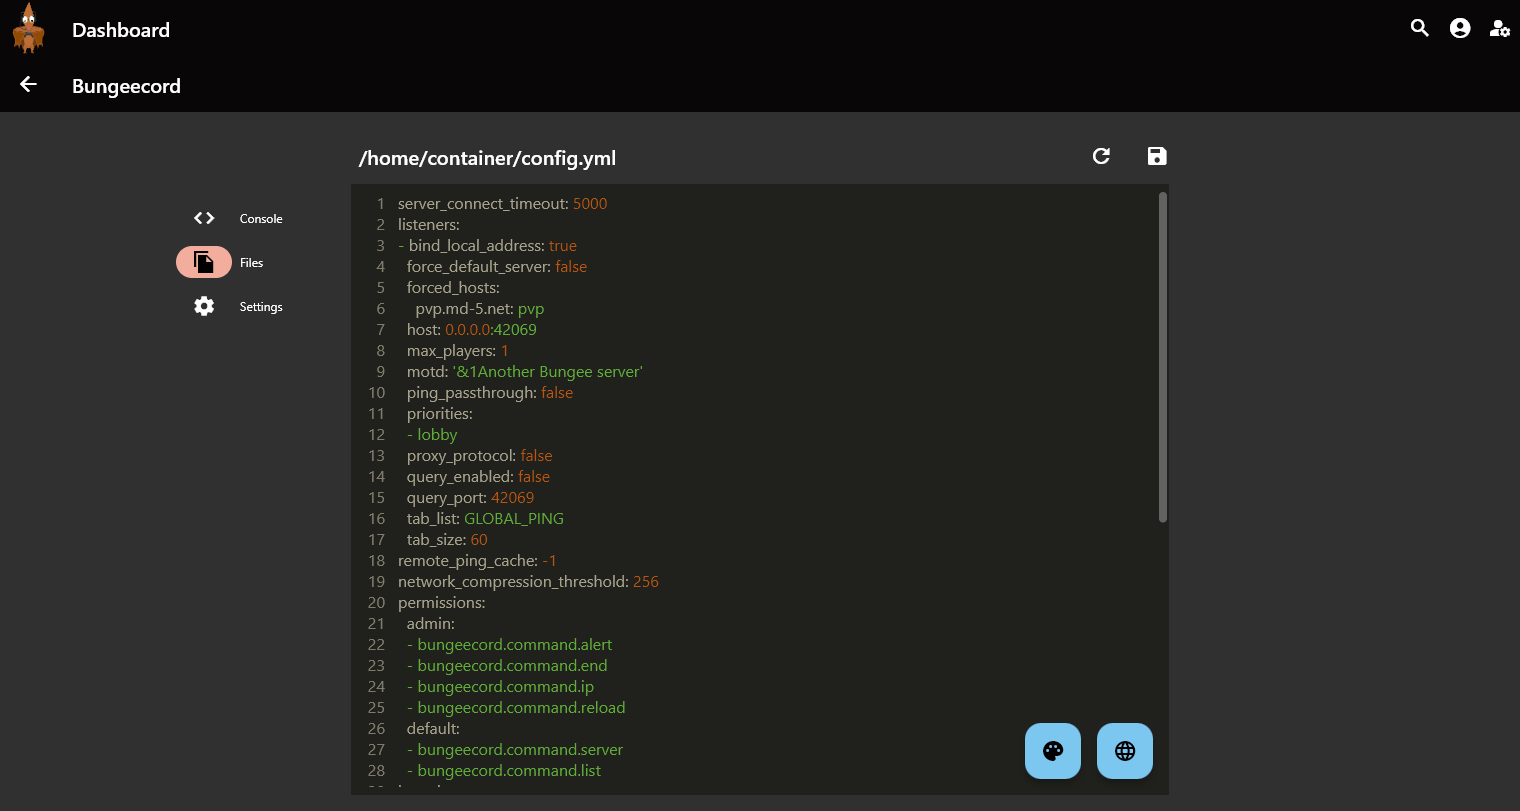 Dashboard
Bungeecord
/home/container/config.yml
Console
Files
Settings
1 server_connect_timeout: 5000
2 listeners:
3 - bind_local_address: true
4 force_default_server: false
5 forced_hosts:
6 pvp.md-5.net: pvp
7 host: 0.0.0.0:42069
8 max_players: 1
9 motd: '&1Another Bungee server'
10 ping_passthrough: false
11 priorities:
12 - lobby
13 proxy_protocol: false
14 query_enabled: false
15 query_port: 42069
16 tab_list: GLOBAL_PING
17 tab_size: 60
18 remote_ping_cache: -1
19 network_compression_threshold: 256
20 permissions:
21 admin:
22 - bungeecord.command.alert
23 - bungeecord.command.end
24 - bungeecord.command.ip
25 - bungeecord.command.reload
26 default:
27 - bungeecord.command.server
28 - bungeecord.command.list